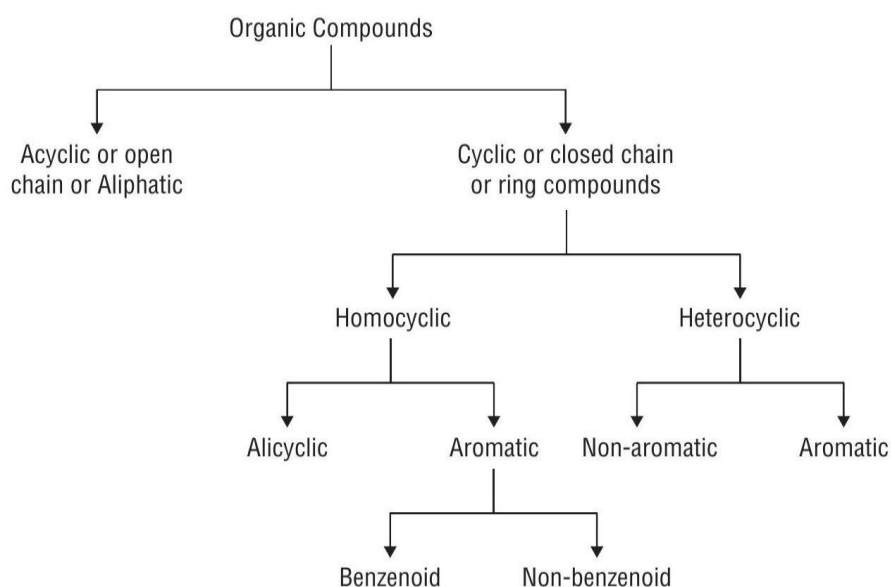 Organic Compounds
Acyclic or open
chain or Aliphatic
Cyclic or closed chain
or ring compounds
Homocyclic
Heterocyclic
Alicyclic
Aromatic
Non-aromatic
Aromatic
Benzenoid
Non-benzenoid